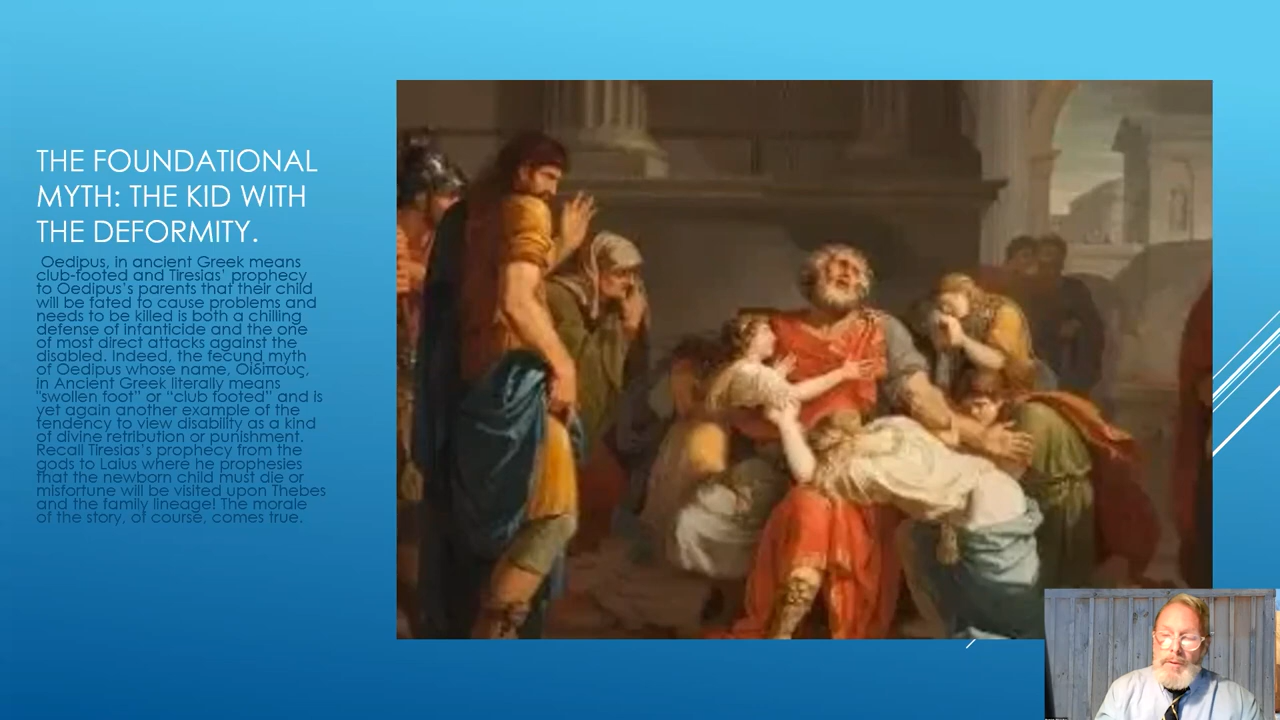 THE FOUNDATIONAL
MYTH: THE KID WITH
THE DEFORMITY.
Oedipus, in ancient Greek means
club-footed and Tiresias' prophecy
to Oedipus's parents that their child
will be fated to cause problems and
needs to be killed is both a chilling
defense of infanticide and the one
of most direct attacks against the
disabled. Indeed, the fecund myth
of Oedipus whose name, Οἰδίπους,
in Ancient Greek literally means
"swollen foot" or "club footed" and is
yet again another example of the
tendency to view disability as a kind
of divine retribution or punishment.
Recall Tiresias's prophecy from the
gods to Laius where he prophesies
that the newborn child must die or
misfortune will be visited upon Thebes
and the family lineage! The morale
of the story, of course, comes true.